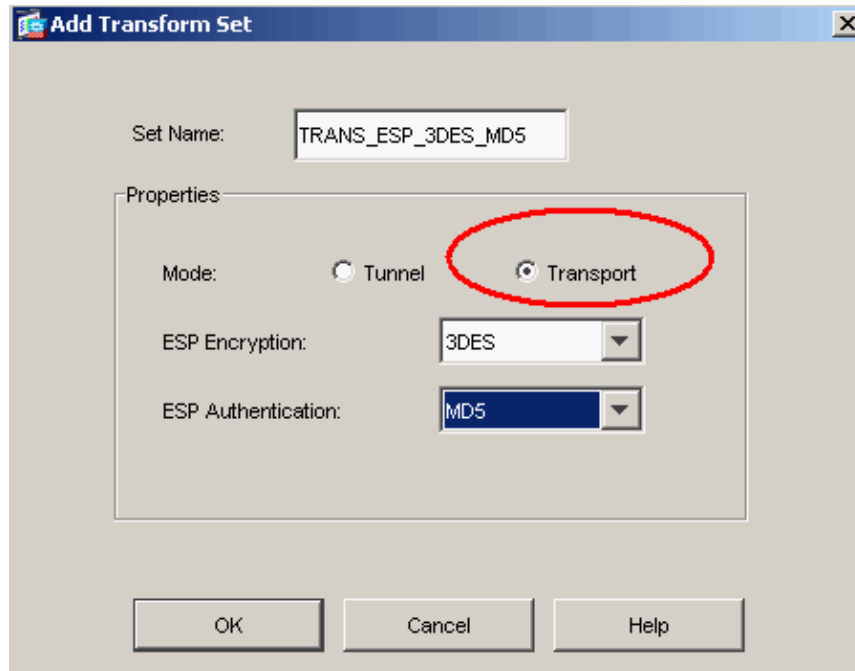 Add Transform Set
Set Name: TRANS_ESP_3DES_MD5
Properties
Mode: Tunnel Transport
ESP Encryption: 3DES
ESP Authentication: MD5
OK Cancel Help